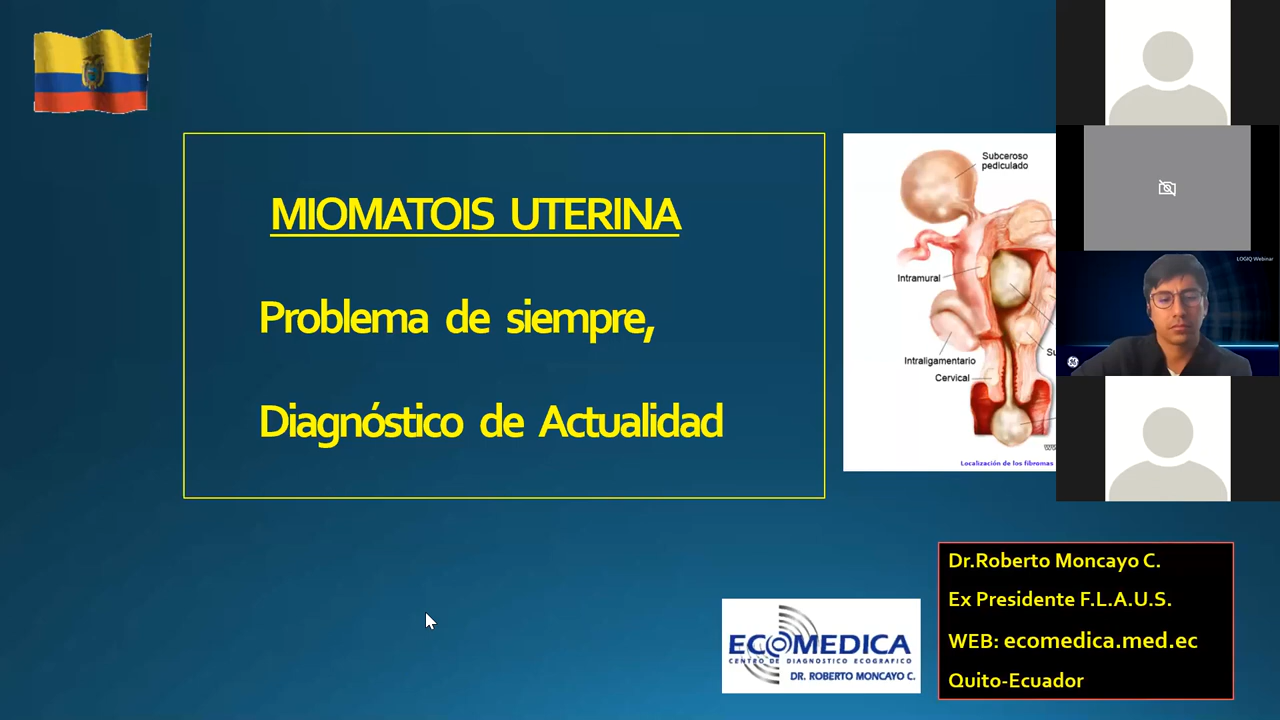 MIOMATOIS UTERINA
Problema de siempre,
Diagnóstico de Actualidad
Subceroso
pediculado
Intramural
Intraligamentario
Cervical
Localización de los fibromas
LOGIQ Webinar
ECOMEDICA
CENTRO DE DIAGNOSTICO ECOGRAFICO
DR. ROBERTO MONCAYO C.
Dr.Roberto Moncayo C.
Ex Presidente F.L.A.U.S.
WEB: ecomedica.med.ec
Quito-Ecuador